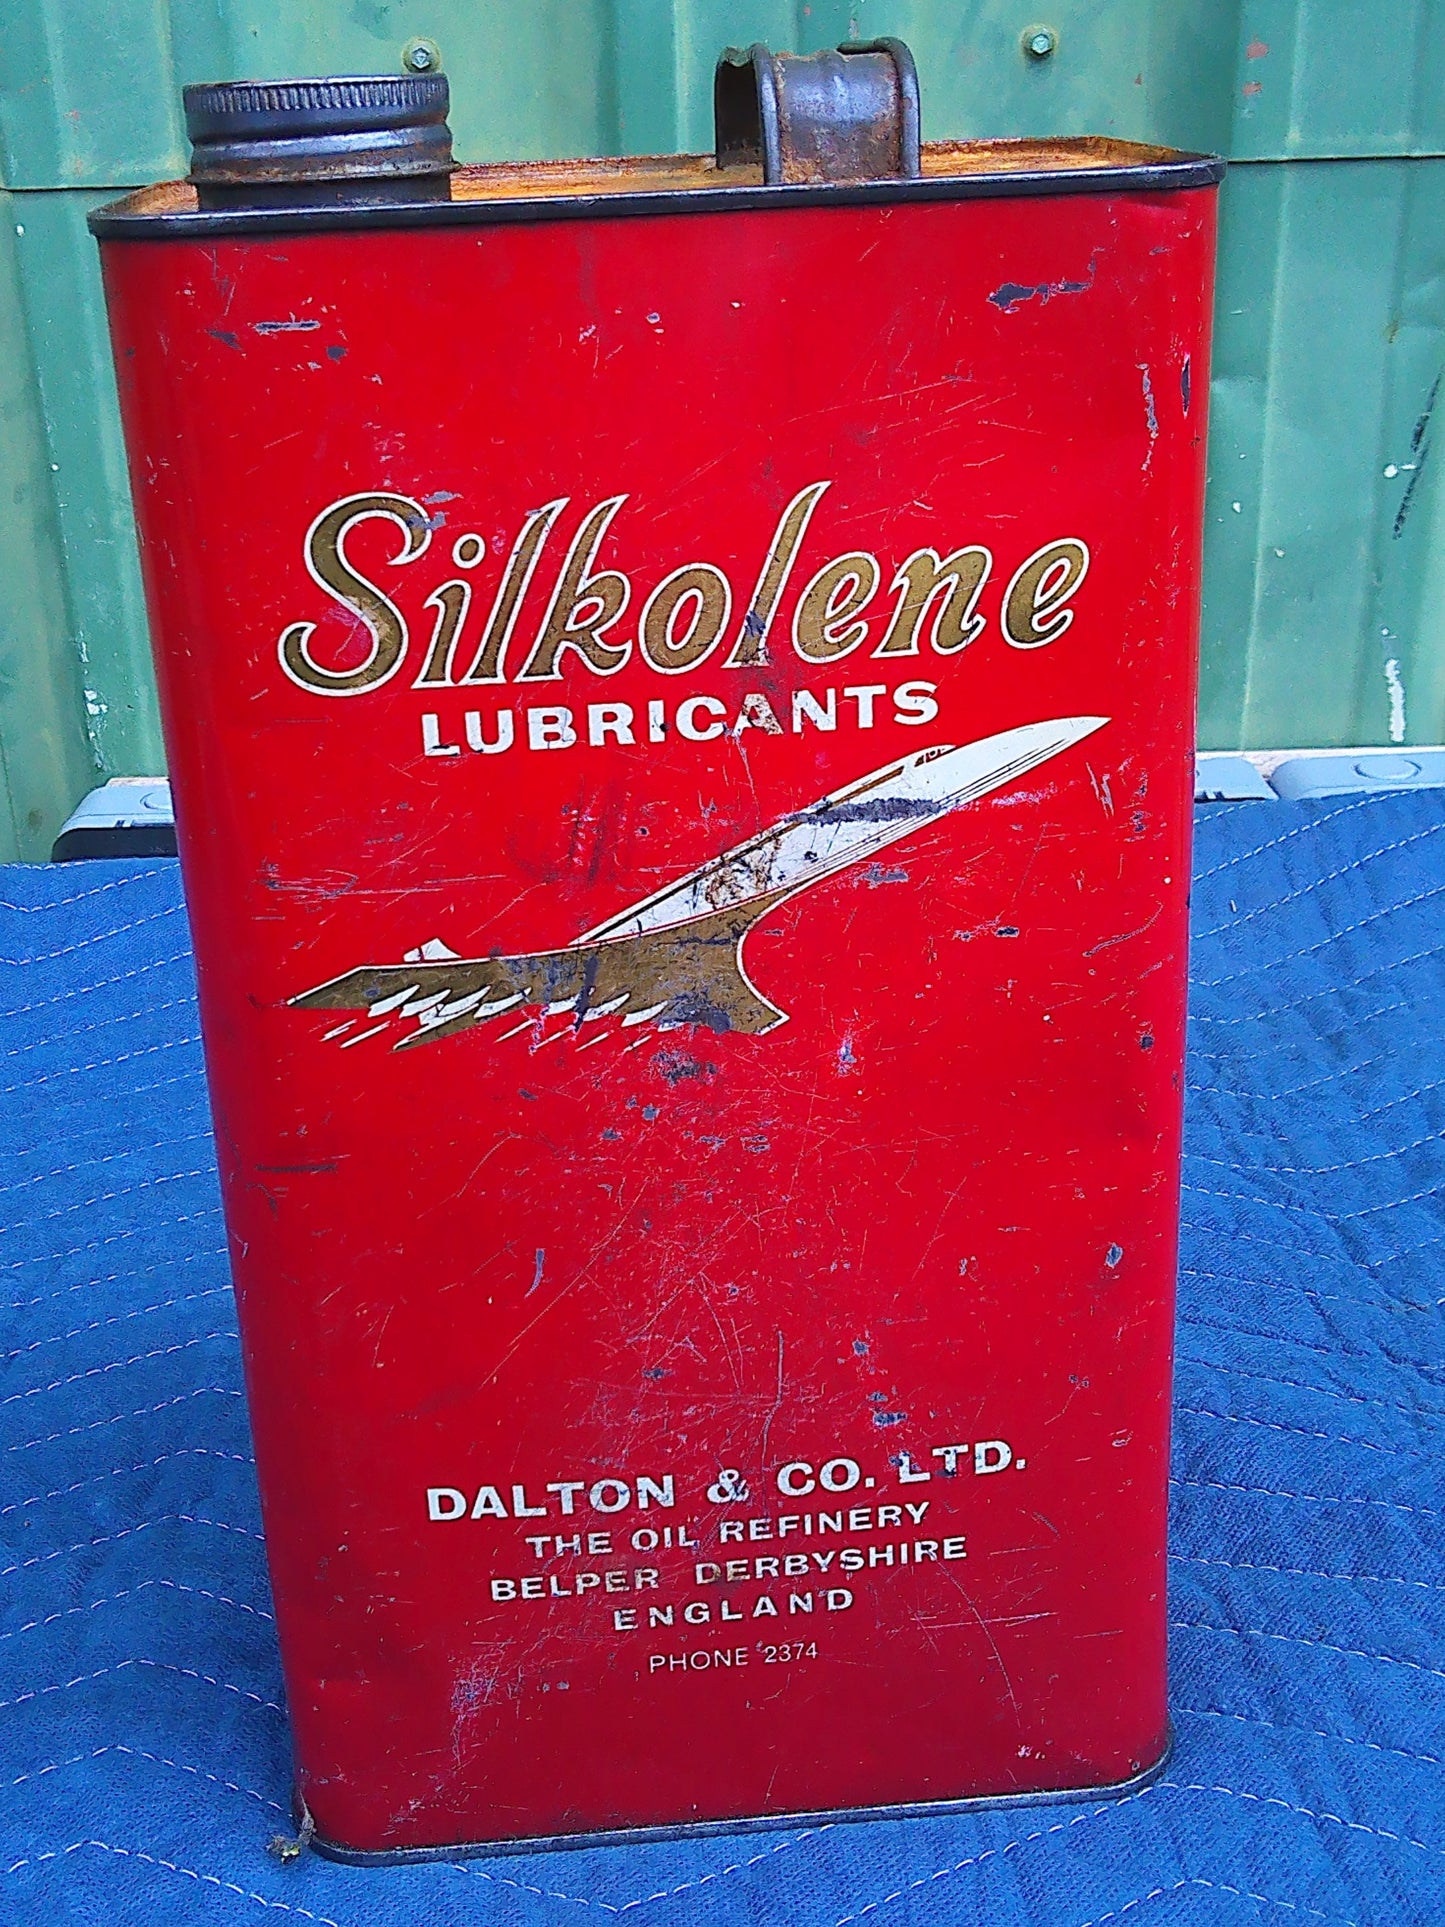 Silkolene
LUBRICANTS
DALTON & CO. LTD.
THE OIL REFINERY
BELPER DERBYSHIRE
ENGLAND
PHONE 2374